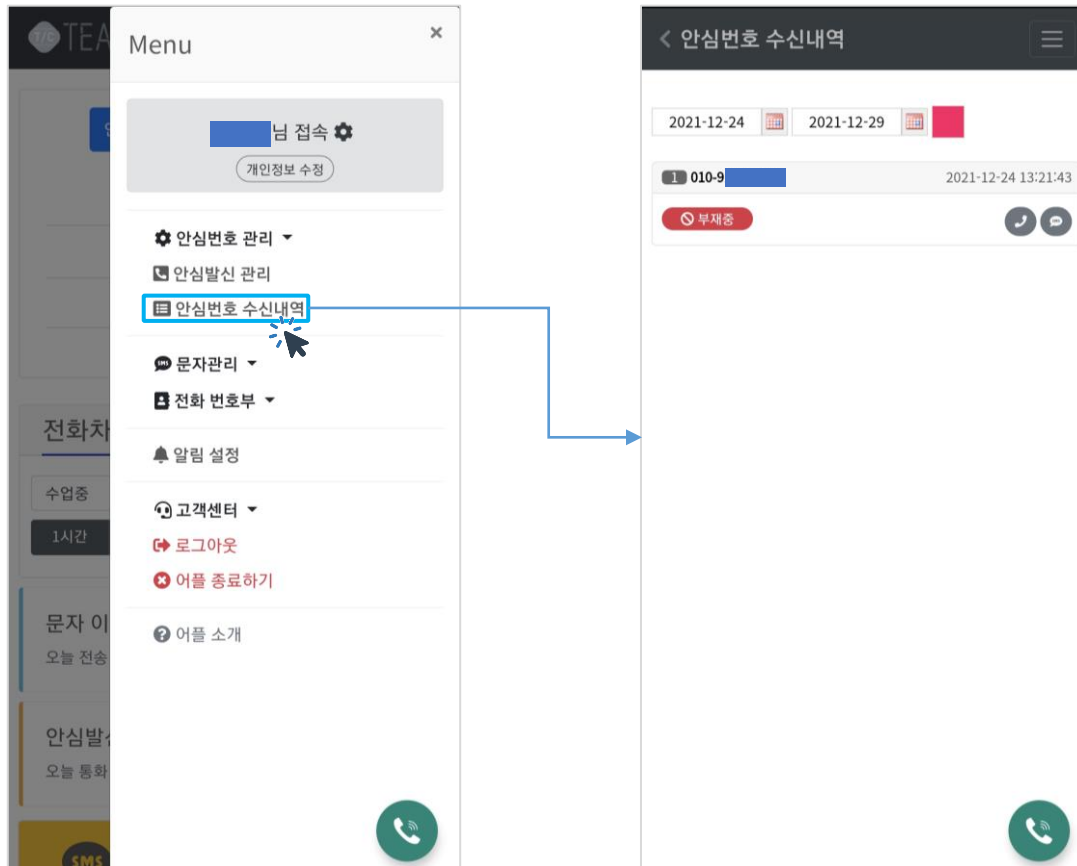 T/C TEA
Menu
×
님 접속
개인정보 수정
안심번호 관리
안심발신 관리
안심번호 수신내역
SMS 문자관리
전화 번호부
알림 설정
고객센터
로그아웃
어플 종료하기
어플 소개
전화차
수업중
1시간
문자 이
오늘 전송
안심발
오늘 통화
SMS
안심번호 수신내역
2021-12-24 2021-12-29
1 010-9 2021-12-24 13:21:43
부재중